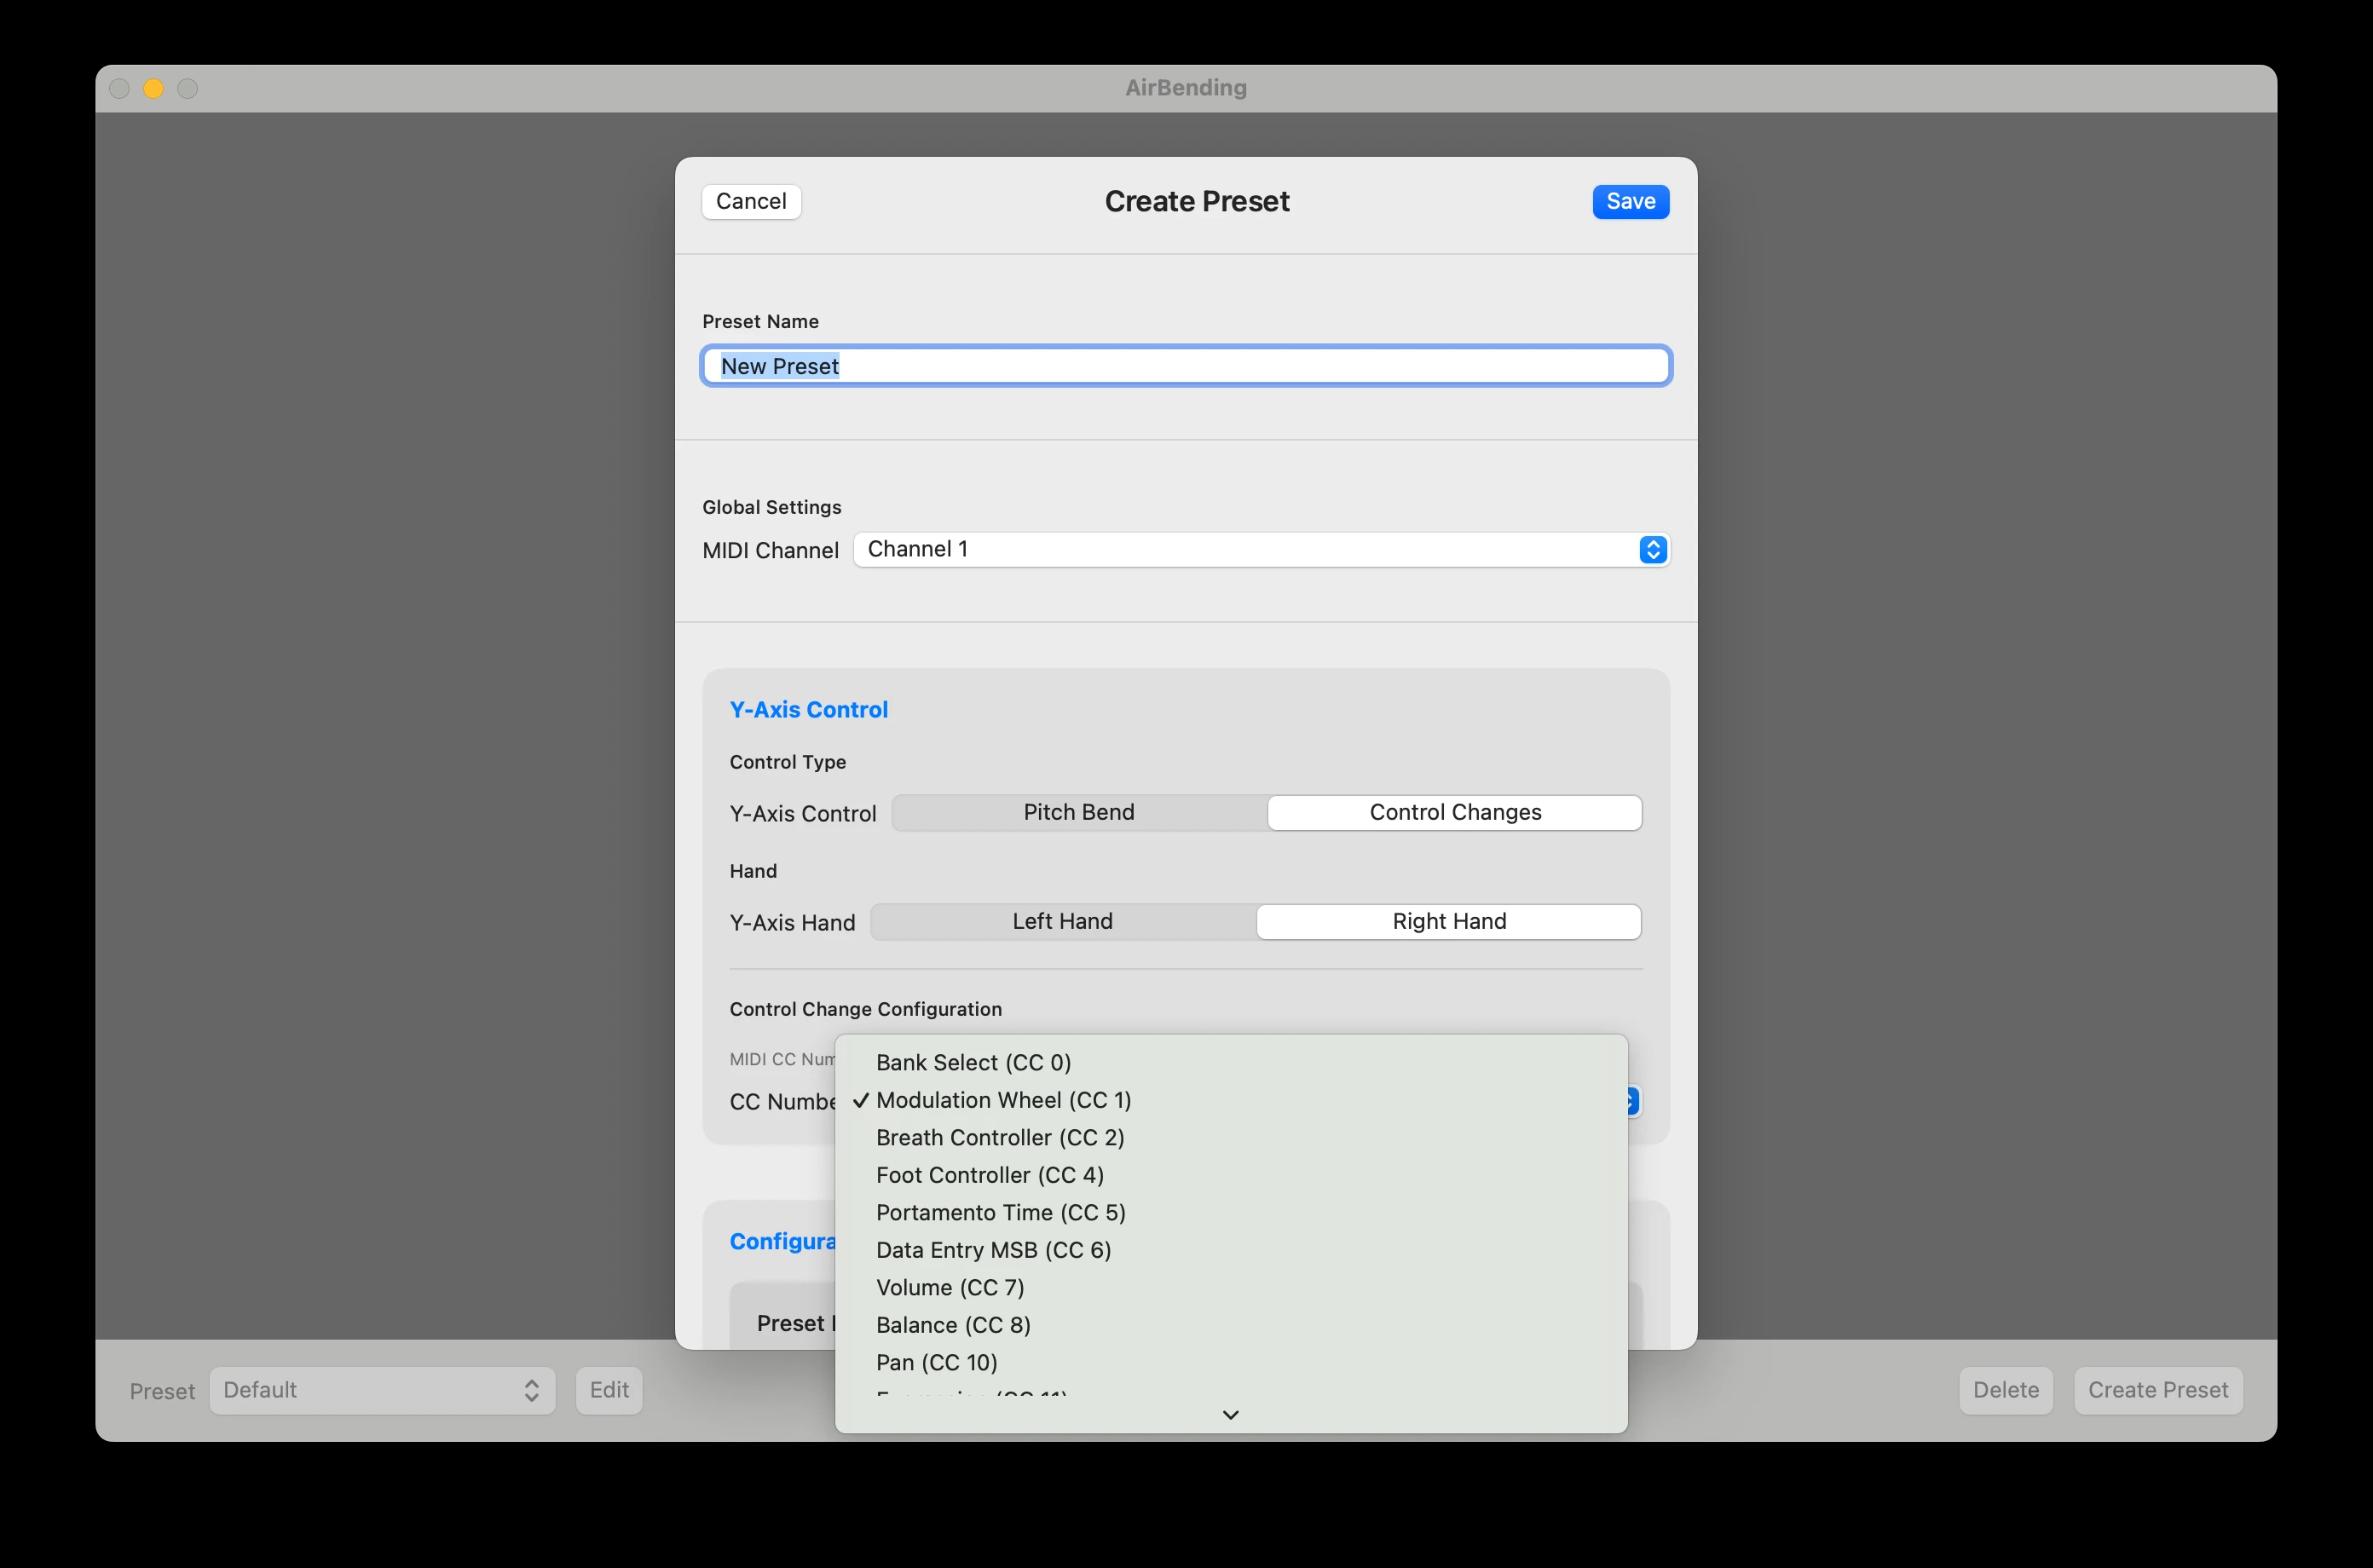 AirBending
Cancel
Create Preset
Save
Preset Name
New Preset
Global Settings
MIDI Channel
Channel 1
Y-Axis Control
Control Type
Y-Axis Control
Pitch Bend
Control Changes
Hand
Y-Axis Hand
Left Hand
Right Hand
Control Change Configuration
MIDI CC Num
CC Numbe
Bank Select (CC 0)
✓ Modulation Wheel (CC 1)
Breath Controller (CC 2)
Foot Controller (CC 4)
Portamento Time (CC 5)
Data Entry MSB (CC 6)
Volume (CC 7)
Balance (CC 8)
Pan (CC 10)
Configura
Preset
Preset
Default
Edit
Delete
Create Preset